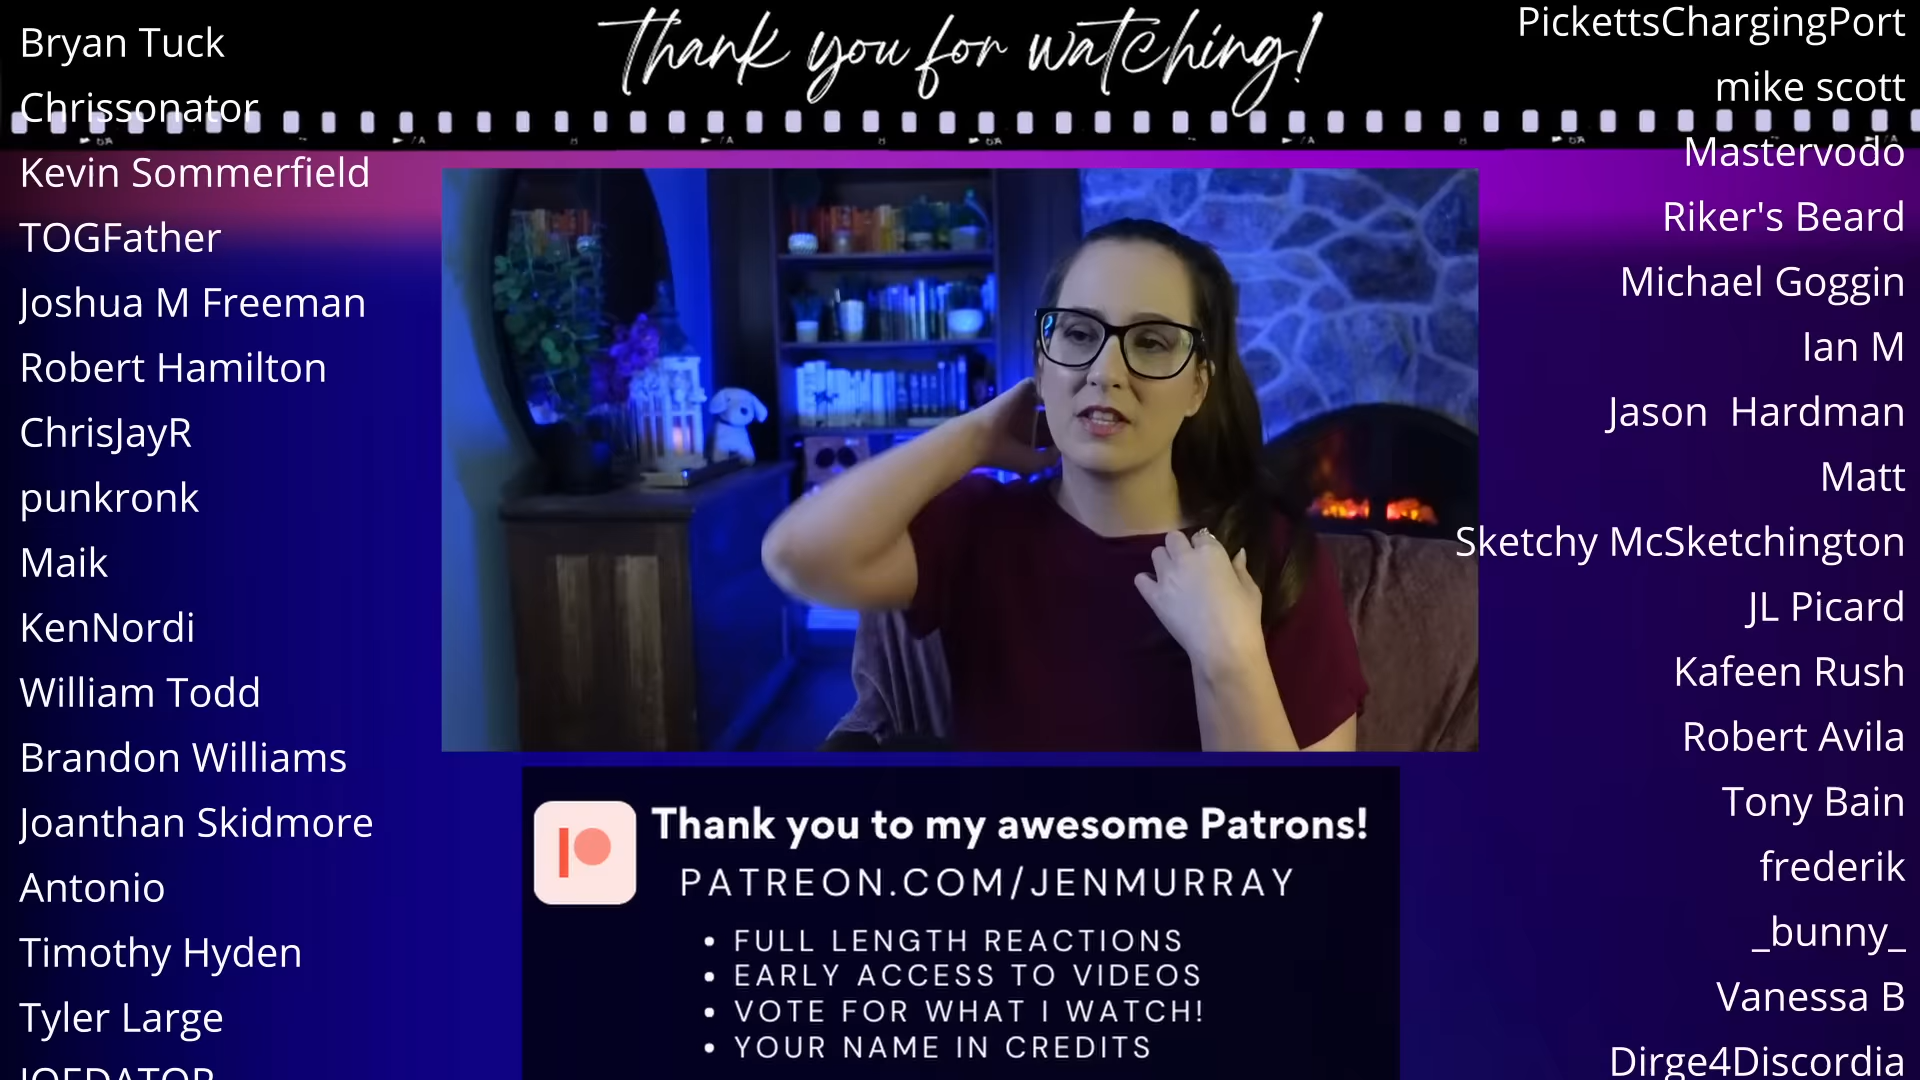 Thank you for watching!
Bryan Tuck
Chrissonator
Kevin Sommerfield
TOGFather
Joshua M Freeman
Robert Hamilton
ChrisJayR
punkronk
Maik
KenNordi
William Todd
Brandon Williams
Joanthan Skidmore
Antonio
Timothy Hyden
Tyler Large
PickettsChargingPort
mike scott
Mastervodo
Riker's Beard
Michael Goggin
Ian M
Jason  Hardman
Matt
Sketchy McSketchington
JL Picard
Kafeen Rush
Robert Avila
Tony Bain
frederik
_bunny_
Vanessa B
Dirge4Discordia
Thank you to my awesome Patrons!
PATREON.COM/JENMURRAY
• FULL LENGTH REACTIONS
• EARLY ACCESS TO VIDEOS
• VOTE FOR WHAT I WATCH!
• YOUR NAME IN CREDITS